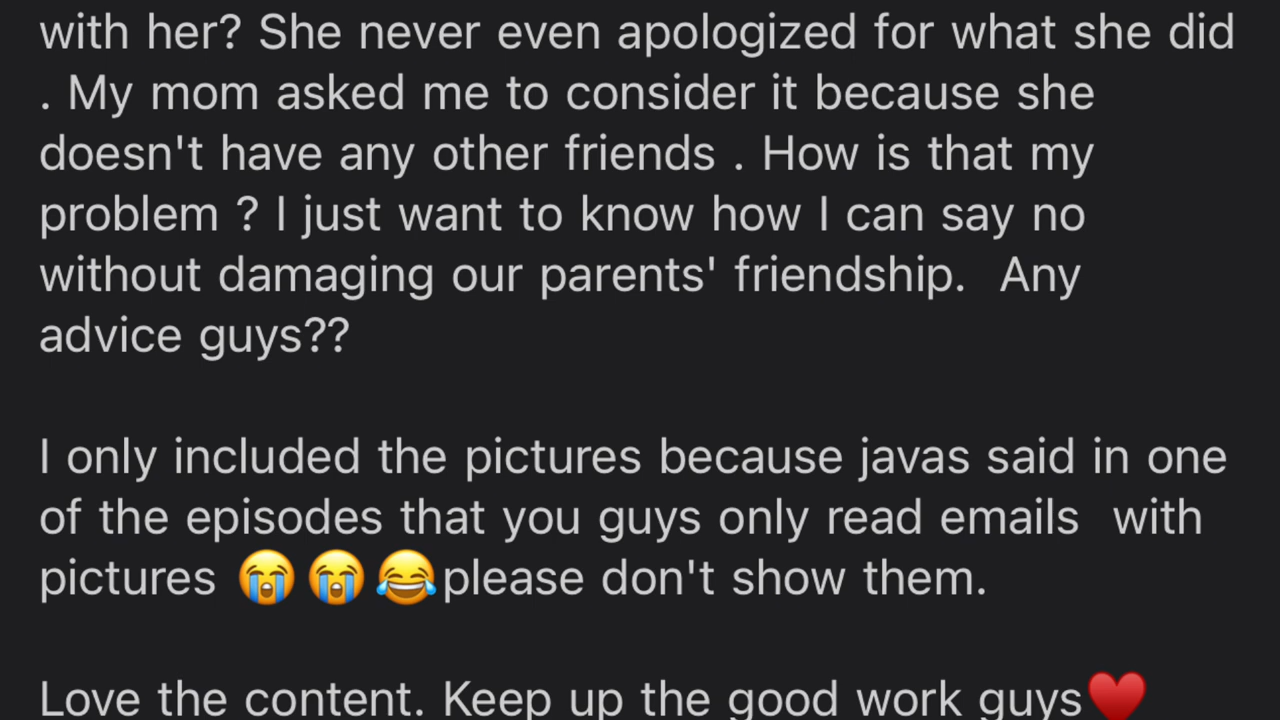 with her? She never even apologized for what she did
. My mom asked me to consider it because she
doesn't have any other friends . How is that my
problem ? I just want to know how I can say no
without damaging our parents' friendship.  Any
advice guys??
I only included the pictures because javas said in one
of the episodes that you guys only read emails  with
pictures 😭😭😂please don't show them.
Love the content. Keep up the good work guys♥️